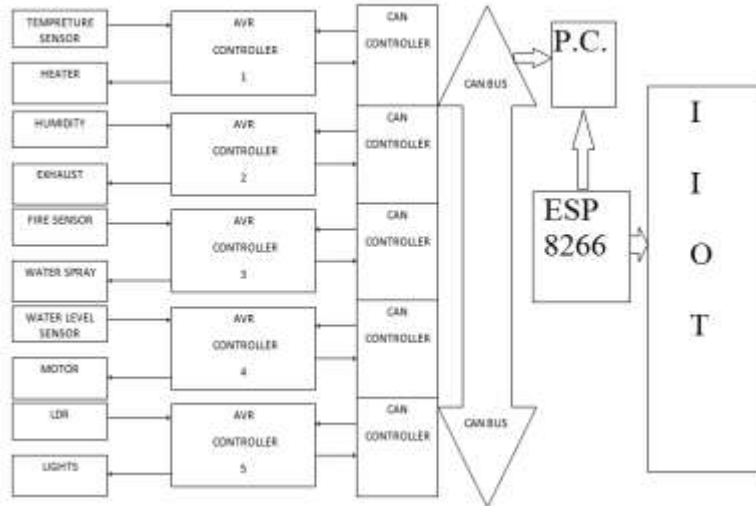 TEMPRETURE
SENSOR
HEATER
AVR
CONTROLLER
1
CAN
CONTROLLER
HUMIDITY
EXHAUST
AVR
CONTROLLER
2
CAN
CONTROLLER
FIRE SENSOR
WATER SPRAY
AVR
CONTROLLER
3
CAN
CONTROLLER
WATER LEVEL
SENSOR
MOTOR
AVR
CONTROLLER
4
CAN
CONTROLLER
LDR
LIGHTS
AVR
CONTROLLER
5
CAN
CONTROLLER
CAN BUS
CAN BUS
P.C.
ESP
8266
I
I
O
T